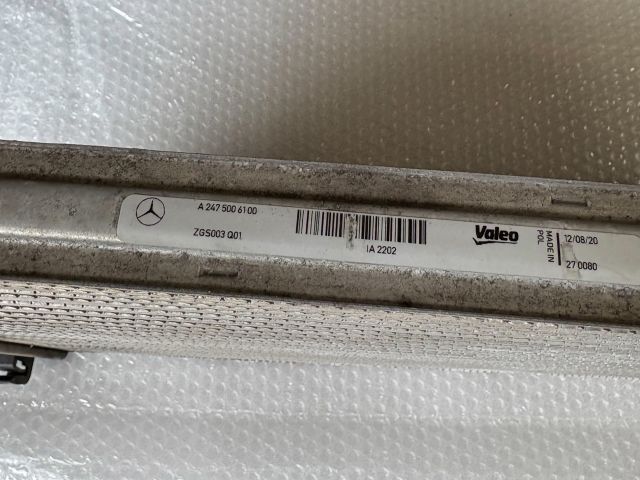 A 247 500 61 00
ZGS003 Q01
IA 2202
Valeo
MADE IN
POL
12/08/20
27 0080